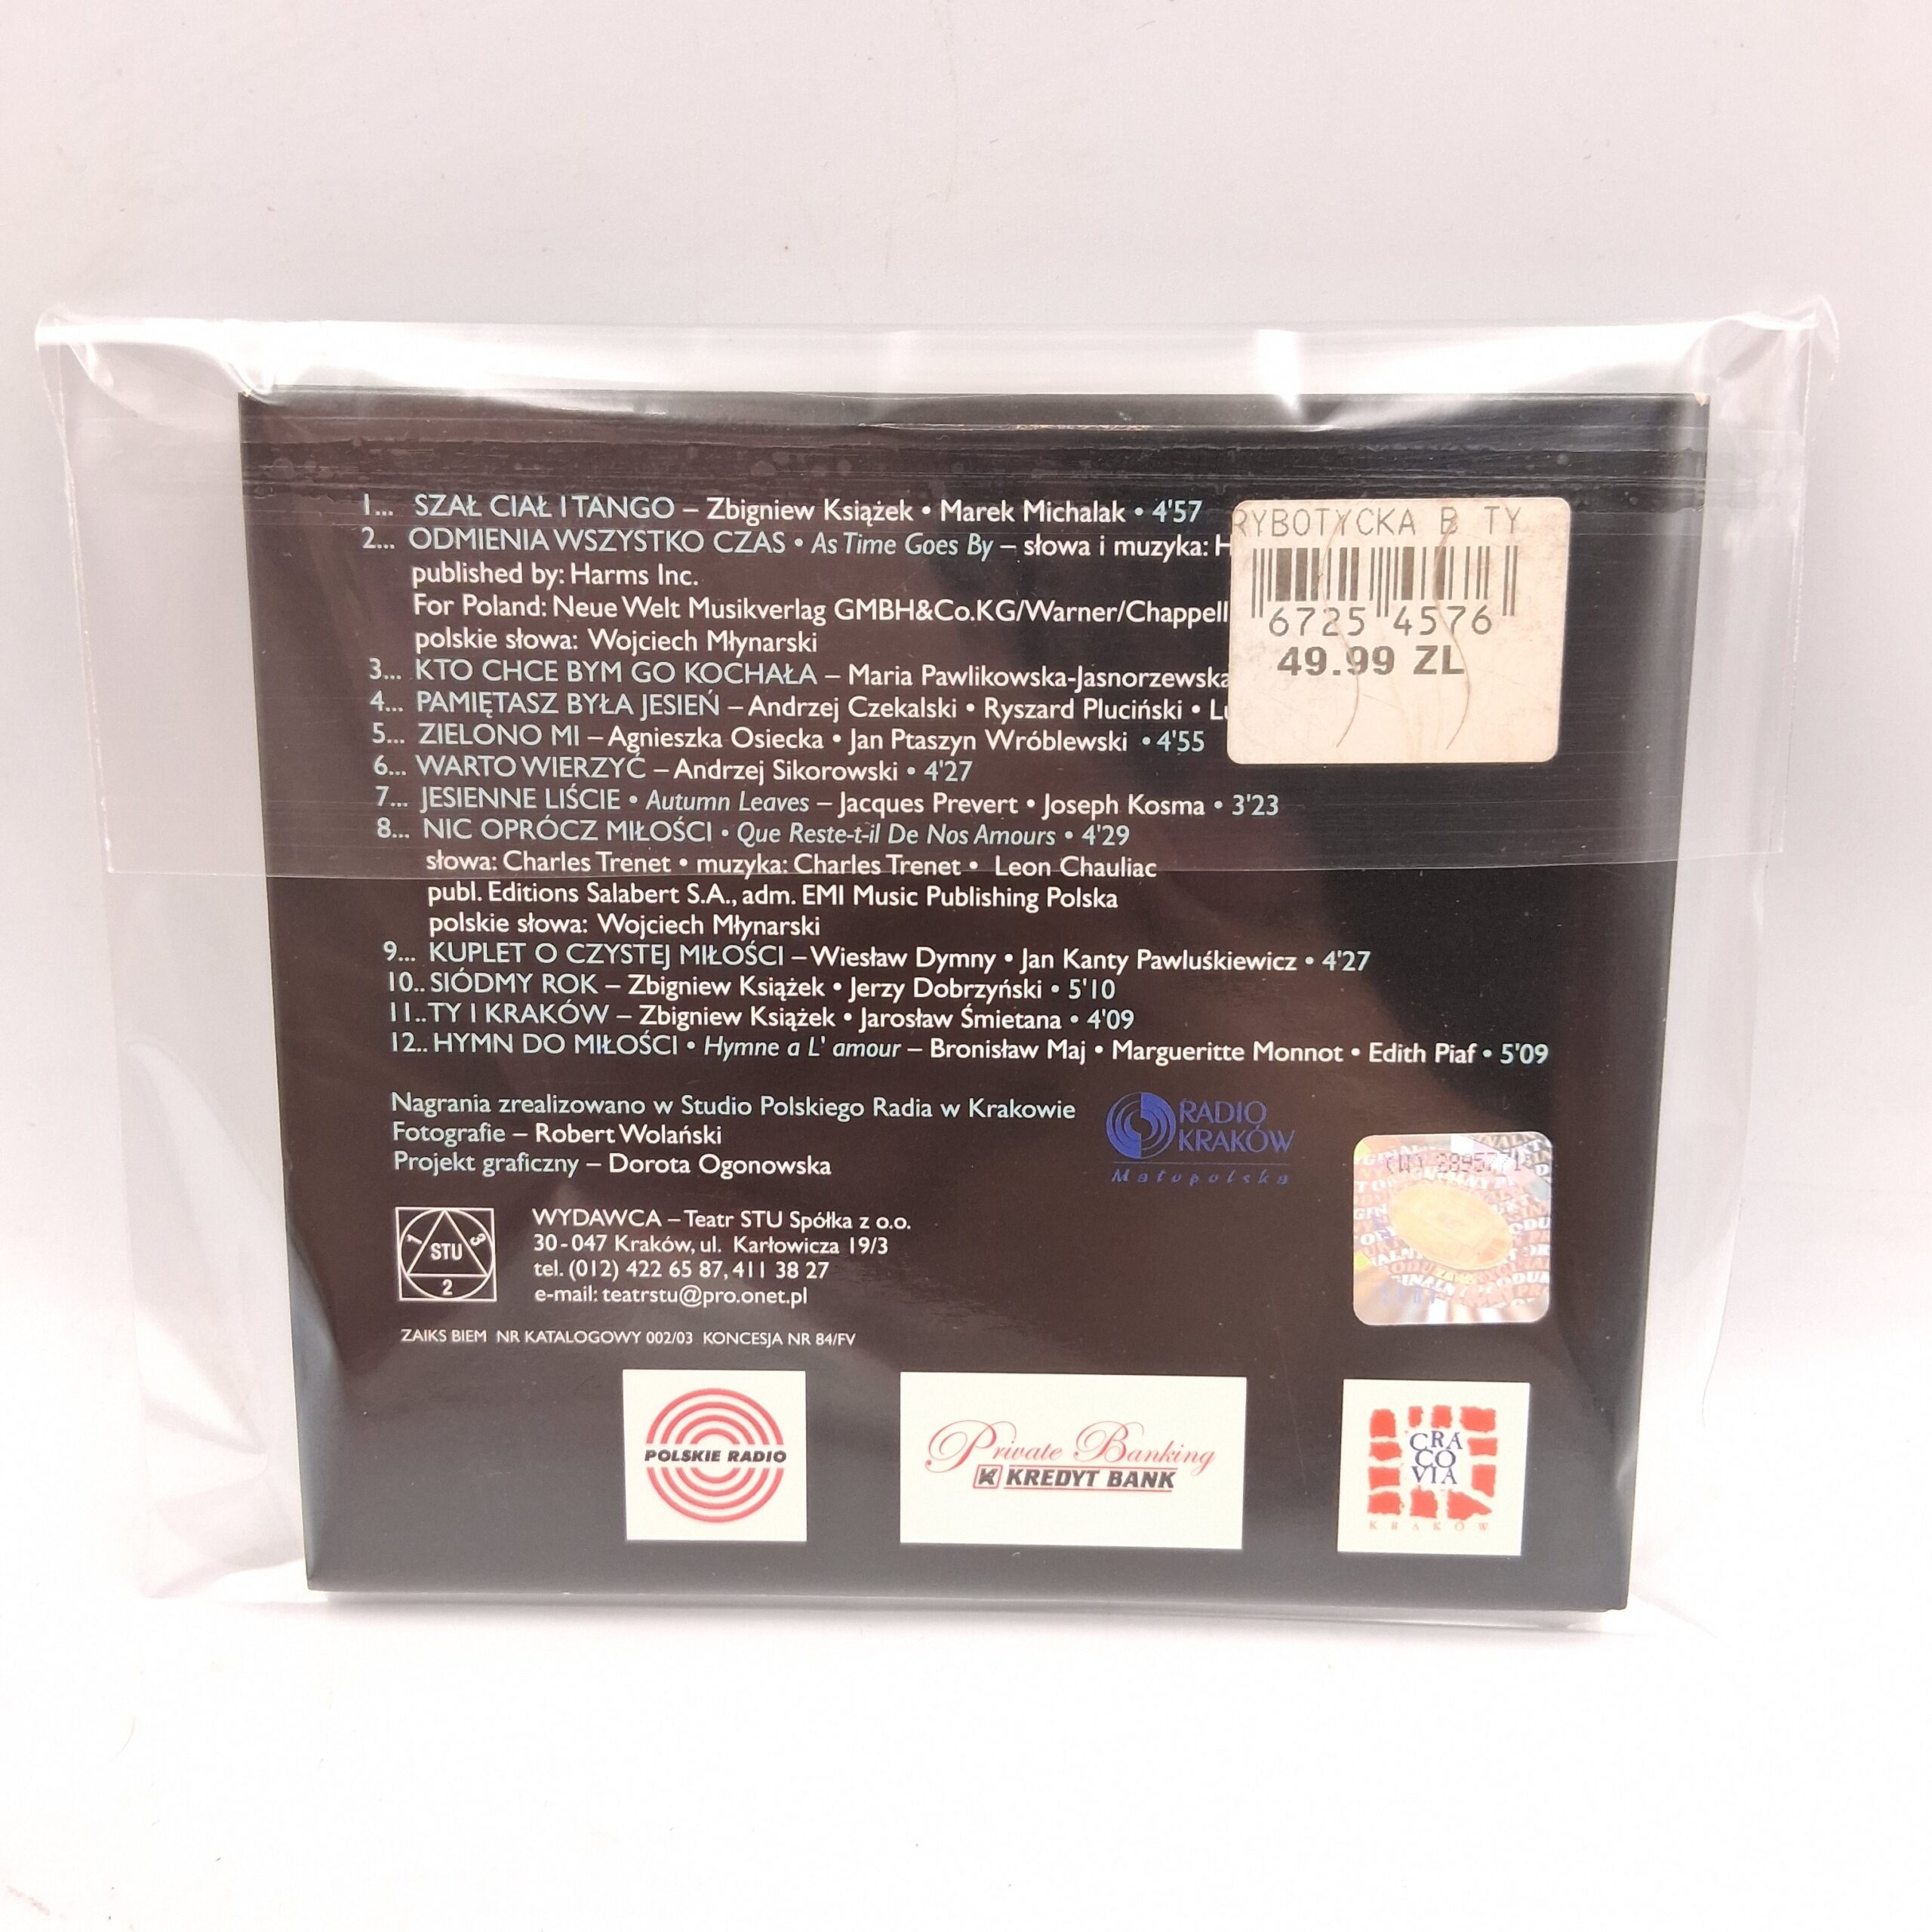 1... SZAŁ CIAŁ I TANGO – Zbigniew Książek • Marek Michalak • 4'57
2... ODMIENIA WSZYSTKO CZAS • As Time Goes By – słowa i muzyka: H
published by: Harms Inc.
For Poland: Neue Welt Musikverlag GMBH&Co.KG/Warner/Chappell
polskie słowa: Wojciech Młynarski
3... KTO CHCE BYM GO KOCHAŁA – Maria Pawlikowska-Jasnorzewska
4... PAMIĘTASZ BYŁA JESIEŃ – Andrzej Czekalski • Ryszard Pluciński • Lu
5... ZIELONO MI – Agnieszka Osiecka • Jan Ptaszyn Wróblewski • 4'55
6... WARTO WIERZYĆ – Andrzej Sikorowski • 4'27
7... JESIENNE LIŚCIE • Autumn Leaves – Jacques Prevert • Joseph Kosma • 3'23
8... NIC OPRÓCZ MIŁOŚCI • Que Reste-t-il De Nos Amours • 4'29
słowa: Charles Trenet • muzyka: Charles Trenet • Leon Chauliac
publ. Editions Salabert S.A., adm. EMI Music Publishing Polska
polskie słowa: Wojciech Młynarski
9... KUPLET O CZYSTEJ MIŁOŚCI – Wiesław Dymny • Jan Kanty Pawluśkiewicz • 4'27
10.. SIÓDMY ROK – Zbigniew Książek • Jerzy Dobrzyński • 5'10
11.. TY I KRAKÓW – Zbigniew Książek • Jarosław Śmietana • 4'09
12.. HYMN DO MIŁOŚCI • Hymne a L' amour – Bronisław Maj • Margueritte Monnot • Edith Piaf • 5'09
RYBOTYCKA B TY
6725 4576
49.99 ZL
Nagrania zrealizowano w Studio Polskiego Radia w Krakowie
Fotografie – Robert Wolański
Projekt graficzny – Dorota Ogonowska
RADIO
KRAKÓW
Małopolska
1 STU 3
2
WYDAWCA – Teatr STU Spółka z o.o.
30-047 Kraków, ul. Karłowicza 19/3
tel. (012) 422 65 87, 411 38 27
e-mail: teatrstu@pro.onet.pl
ZAIKS BIEM NR KATALOGOWY 002/03 KONCESJA NR 84/FV
POLSKIE RADIO
Private Banking
KREDYT BANK
CRA
CO
VIA
KRAKÓW